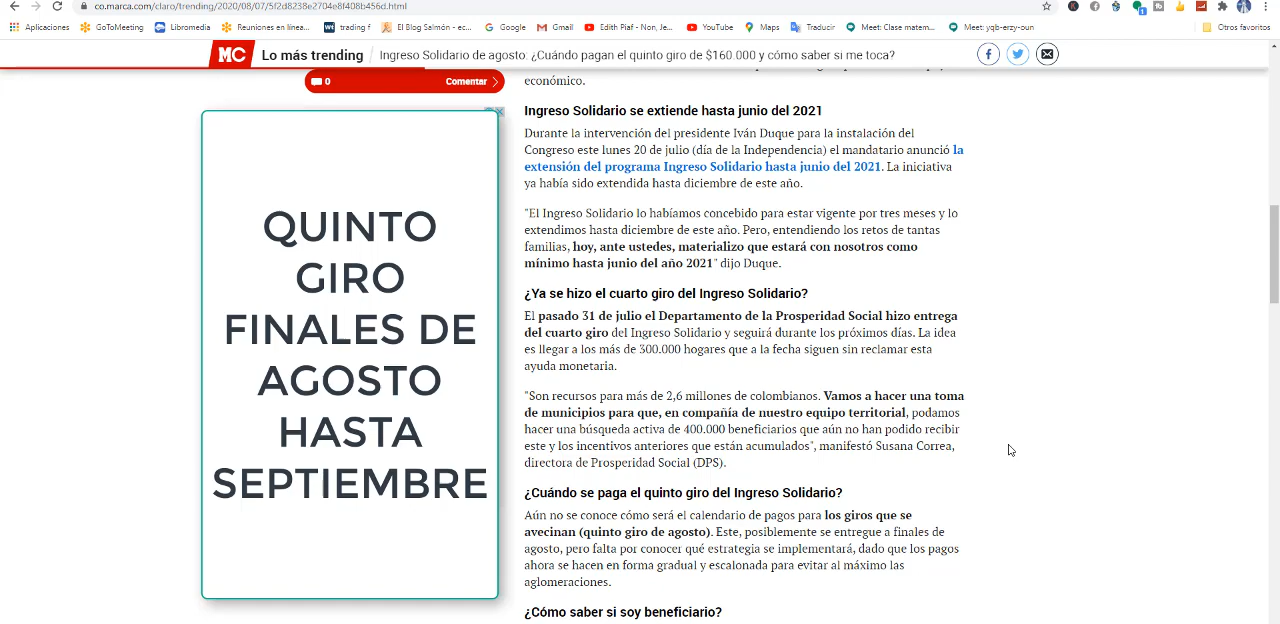 co.marca.com/claro/trending/2020/08/07/5f2d8238e2704e8f408b456d.html
Aplicaciones GoToMeeting Libromedia Reuniones en línea... trading f El Blog Salmón - ec... Google Gmail Edith Piaf - Non, Je... YouTube Maps Traducir Meet: Clase matem... Meet: yqb-erzy-oun Otros favoritos
MC Lo más trending Ingreso Solidario de agosto: ¿Cuándo pagan el quinto giro de $160.000 y cómo saber si me toca?
0 Comentar
QUINTO
GIRO
FINALES DE
AGOSTO
HASTA
SEPTIEMBRE
económico.
Ingreso Solidario se extiende hasta junio del 2021
Durante la intervención del presidente Iván Duque para la instalación del
Congreso este lunes 20 de julio (día de la Independencia) el mandatario anunció la
extensión del programa Ingreso Solidario hasta junio del 2021. La iniciativa
ya había sido extendida hasta diciembre de este año.
"El Ingreso Solidario lo habíamos concebido para estar vigente por tres meses y lo
extendimos hasta diciembre de este año. Pero, entendiendo los retos de tantas
familias, hoy, ante ustedes, materializo que estará con nosotros como
mínimo hasta junio del año 2021" dijo Duque.
¿Ya se hizo el cuarto giro del Ingreso Solidario?
El pasado 31 de julio el Departamento de la Prosperidad Social hizo entrega
del cuarto giro del Ingreso Solidario y seguirá durante los próximos días. La idea
es llegar a los más de 300.000 hogares que a la fecha siguen sin reclamar esta
ayuda monetaria.
"Son recursos para más de 2,6 millones de colombianos. Vamos a hacer una toma
de municipios para que, en compañía de nuestro equipo territorial, podamos
hacer una búsqueda activa de 400.000 beneficiarios que aún no han podido recibir
este y los incentivos anteriores que están acumulados", manifestó Susana Correa,
directora de Prosperidad Social (DPS).
¿Cuándo se paga el quinto giro del Ingreso Solidario?
Aún no se conoce cómo será el calendario de pagos para los giros que se
avecinan (quinto giro de agosto). Este, posiblemente se entregue a finales de
agosto, pero falta por conocer qué estrategia se implementará, dado que los pagos
ahora se hacen en forma gradual y escalonada para evitar al máximo las
aglomeraciones.
¿Cómo saber si soy beneficiario?